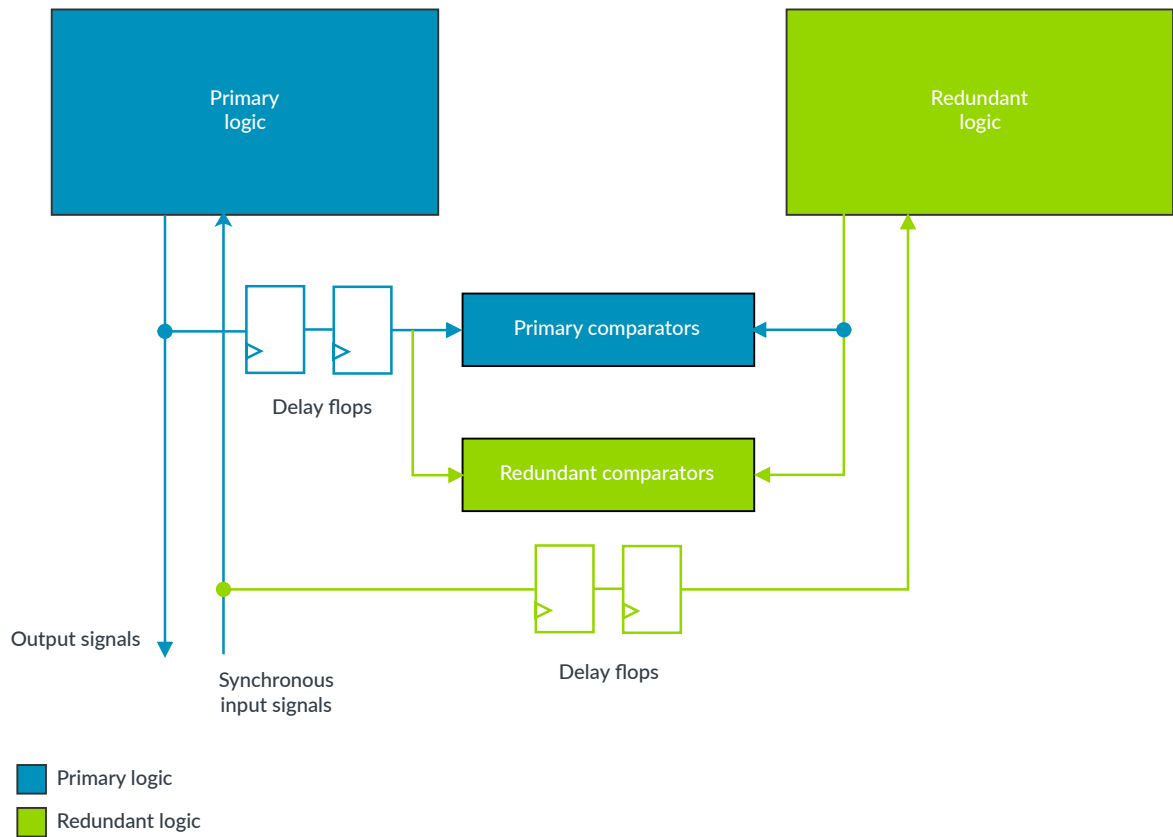 Primary
logic
Redundant
logic
Primary comparators
Delay flops
Redundant comparators
Output signals
Synchronous
input signals
Delay flops
Primary logic
Redundant logic